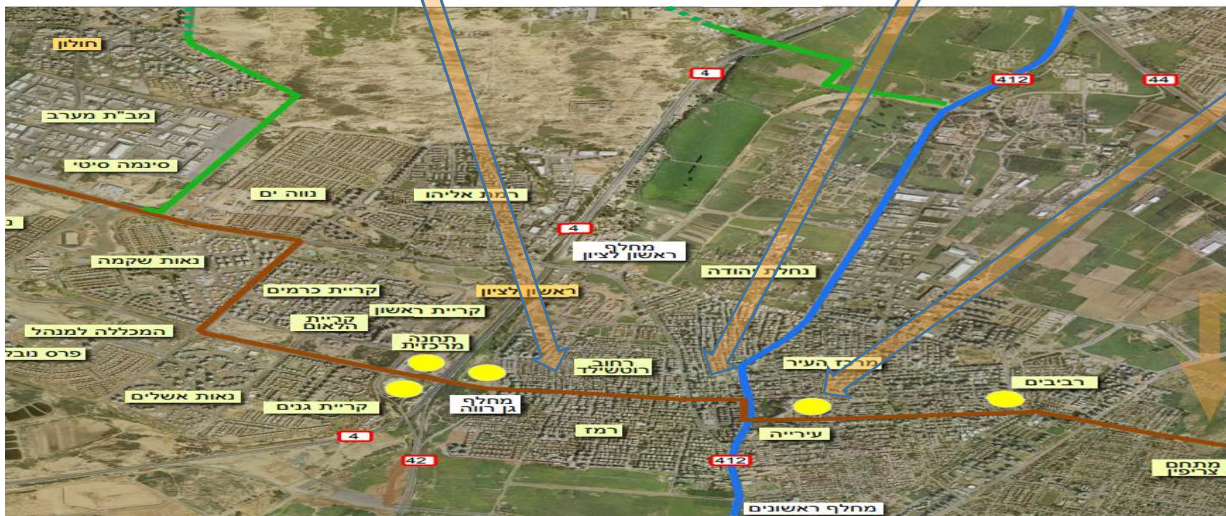 חולון
4
412
44
מב"ת מערב
סינמה סיטי
נווה ים
רמת אליהו
4
מחלף
ראשון לציון
נאות שקמה
נחלת יהודה
קריית כרמים
ראשון לציון
קריית ראשון
קריית
הלאום
המכללה למנהל
תחנה
מרכזית
פרס נובל
רחוב
רוטשילד
מרכז העיר
רביבים
נאות אשלים
קריית גנים
מחלף
גן רווה
רמז
עירייה
4
42
412
מתחם
צריפין
מחלף ראשונים